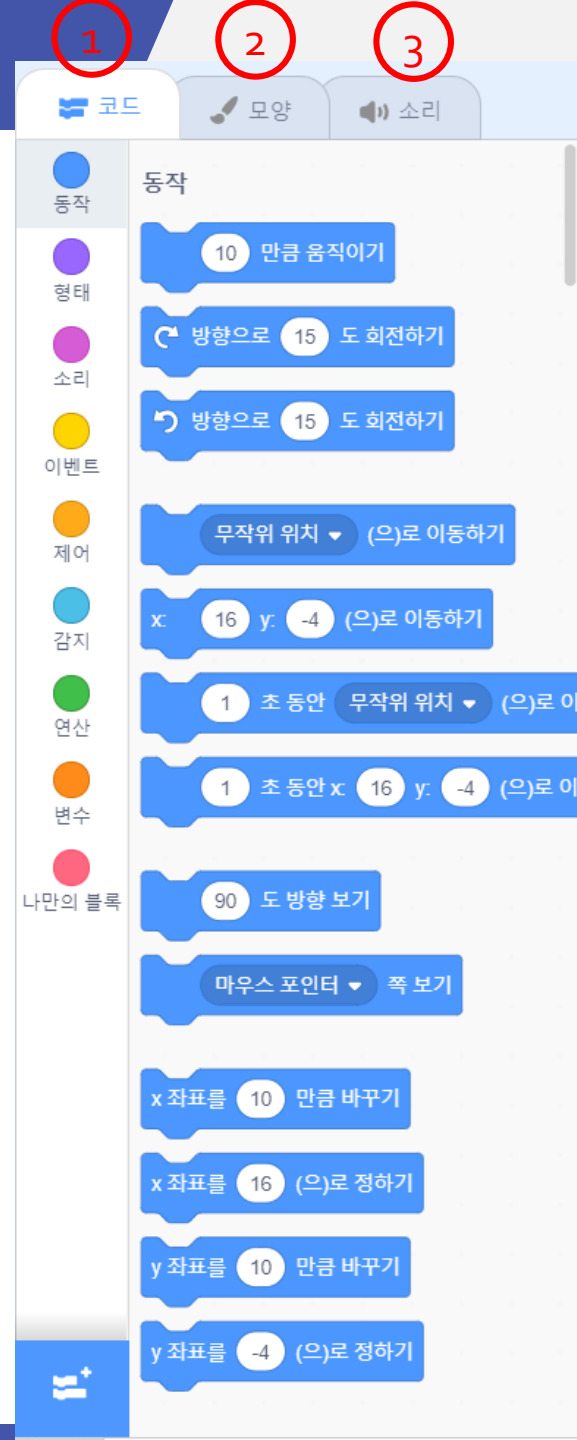 1
2
3
코드
모양
소리
동작
형태
소리
이벤트
제어
감지
연산
변수
나만의 블록
동작
10 만큼 움직이기
방향으로 15 도 회전하기
방향으로 15 도 회전하기
무작위 위치 (으)로 이동하기
x: 16 y: -4 (으)로 이동하기
1 초 동안 무작위 위치 (으)로 이
1 초 동안 x: 16 y: -4 (으)로 이
90 도 방향 보기
마우스 포인터 쪽 보기
x 좌표를 10 만큼 바꾸기
x 좌표를 16 (으)로 정하기
y 좌표를 10 만큼 바꾸기
y 좌표를 -4 (으)로 정하기